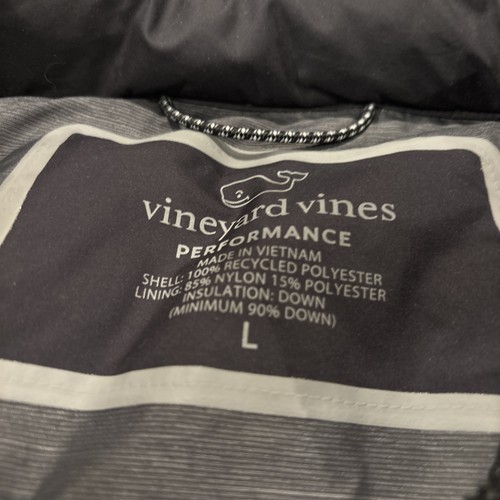 vineyard vines
PERFORMANCE
MADE IN VIETNAM
SHELL: 100% RECYCLED POLYESTER
LINING: 85% NYLON 15% POLYESTER
INSULATION: DOWN
(MINIMUM 90% DOWN)
L